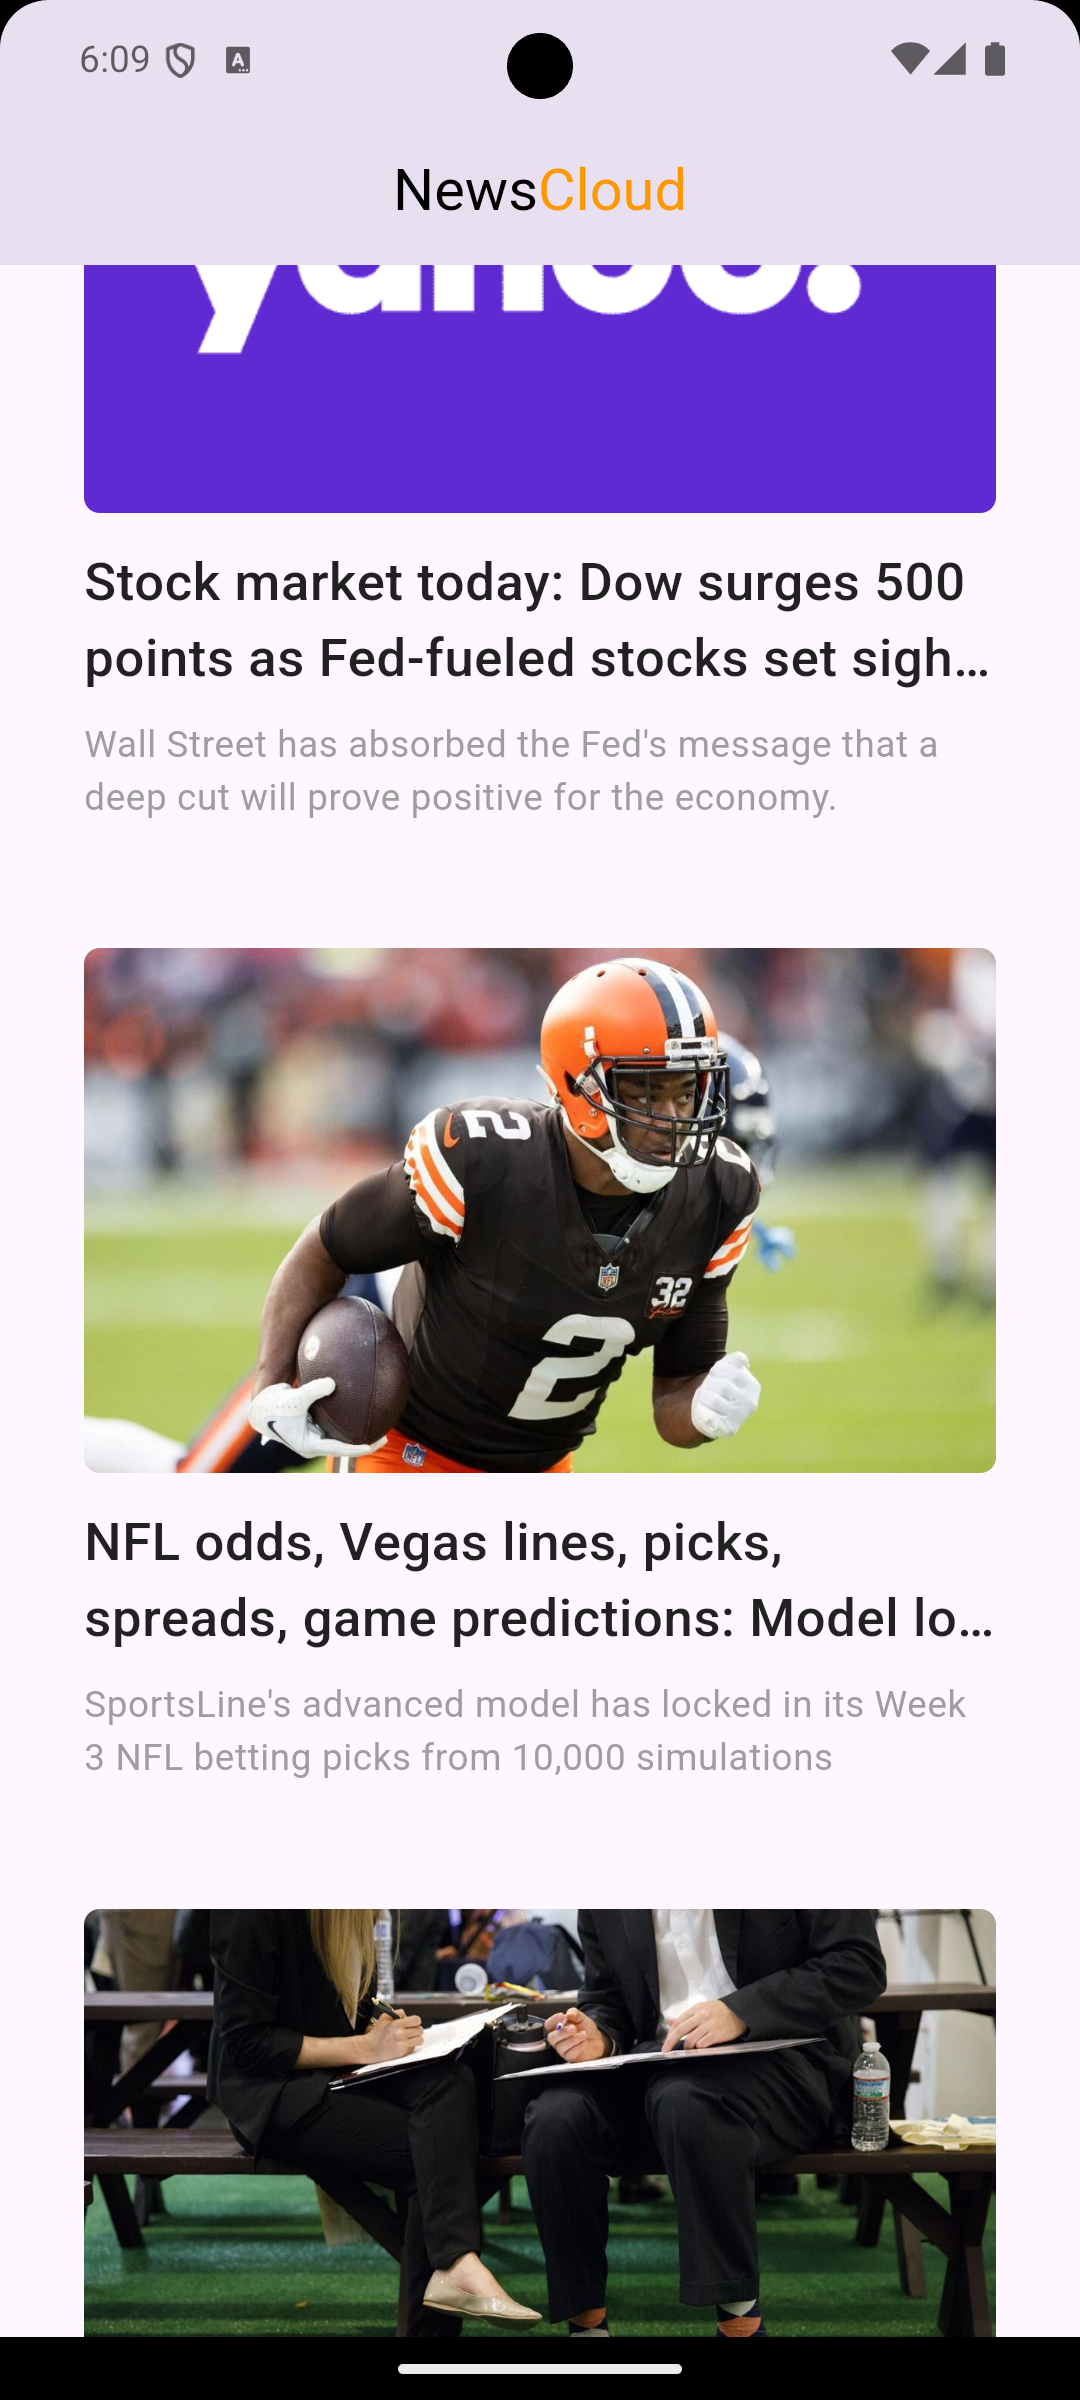 6:09
NewsCloud
yahoo!
Stock market today: Dow surges 500
points as Fed-fueled stocks set sigh…
Wall Street has absorbed the Fed's message that a
deep cut will prove positive for the economy.
2
32
2
NFL odds, Vegas lines, picks,
spreads, game predictions: Model lo…
SportsLine's advanced model has locked in its Week
3 NFL betting picks from 10,000 simulations